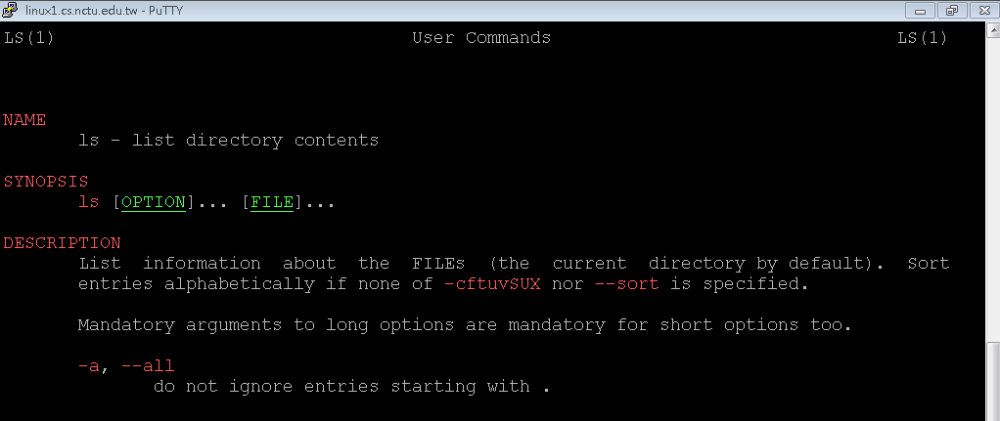 linux1.cs.nctu.edu.tw - PuTTY
LS(1) User Commands LS(1)
NAME
ls - list directory contents
SYNOPSIS
ls [OPTION]... [FILE]...
DESCRIPTION
List information about the FILEs (the current directory by default). Sort
entries alphabetically if none of -cftuvSUX nor --sort is specified.
Mandatory arguments to long options are mandatory for short options too.
-a, --all
do not ignore entries starting with .